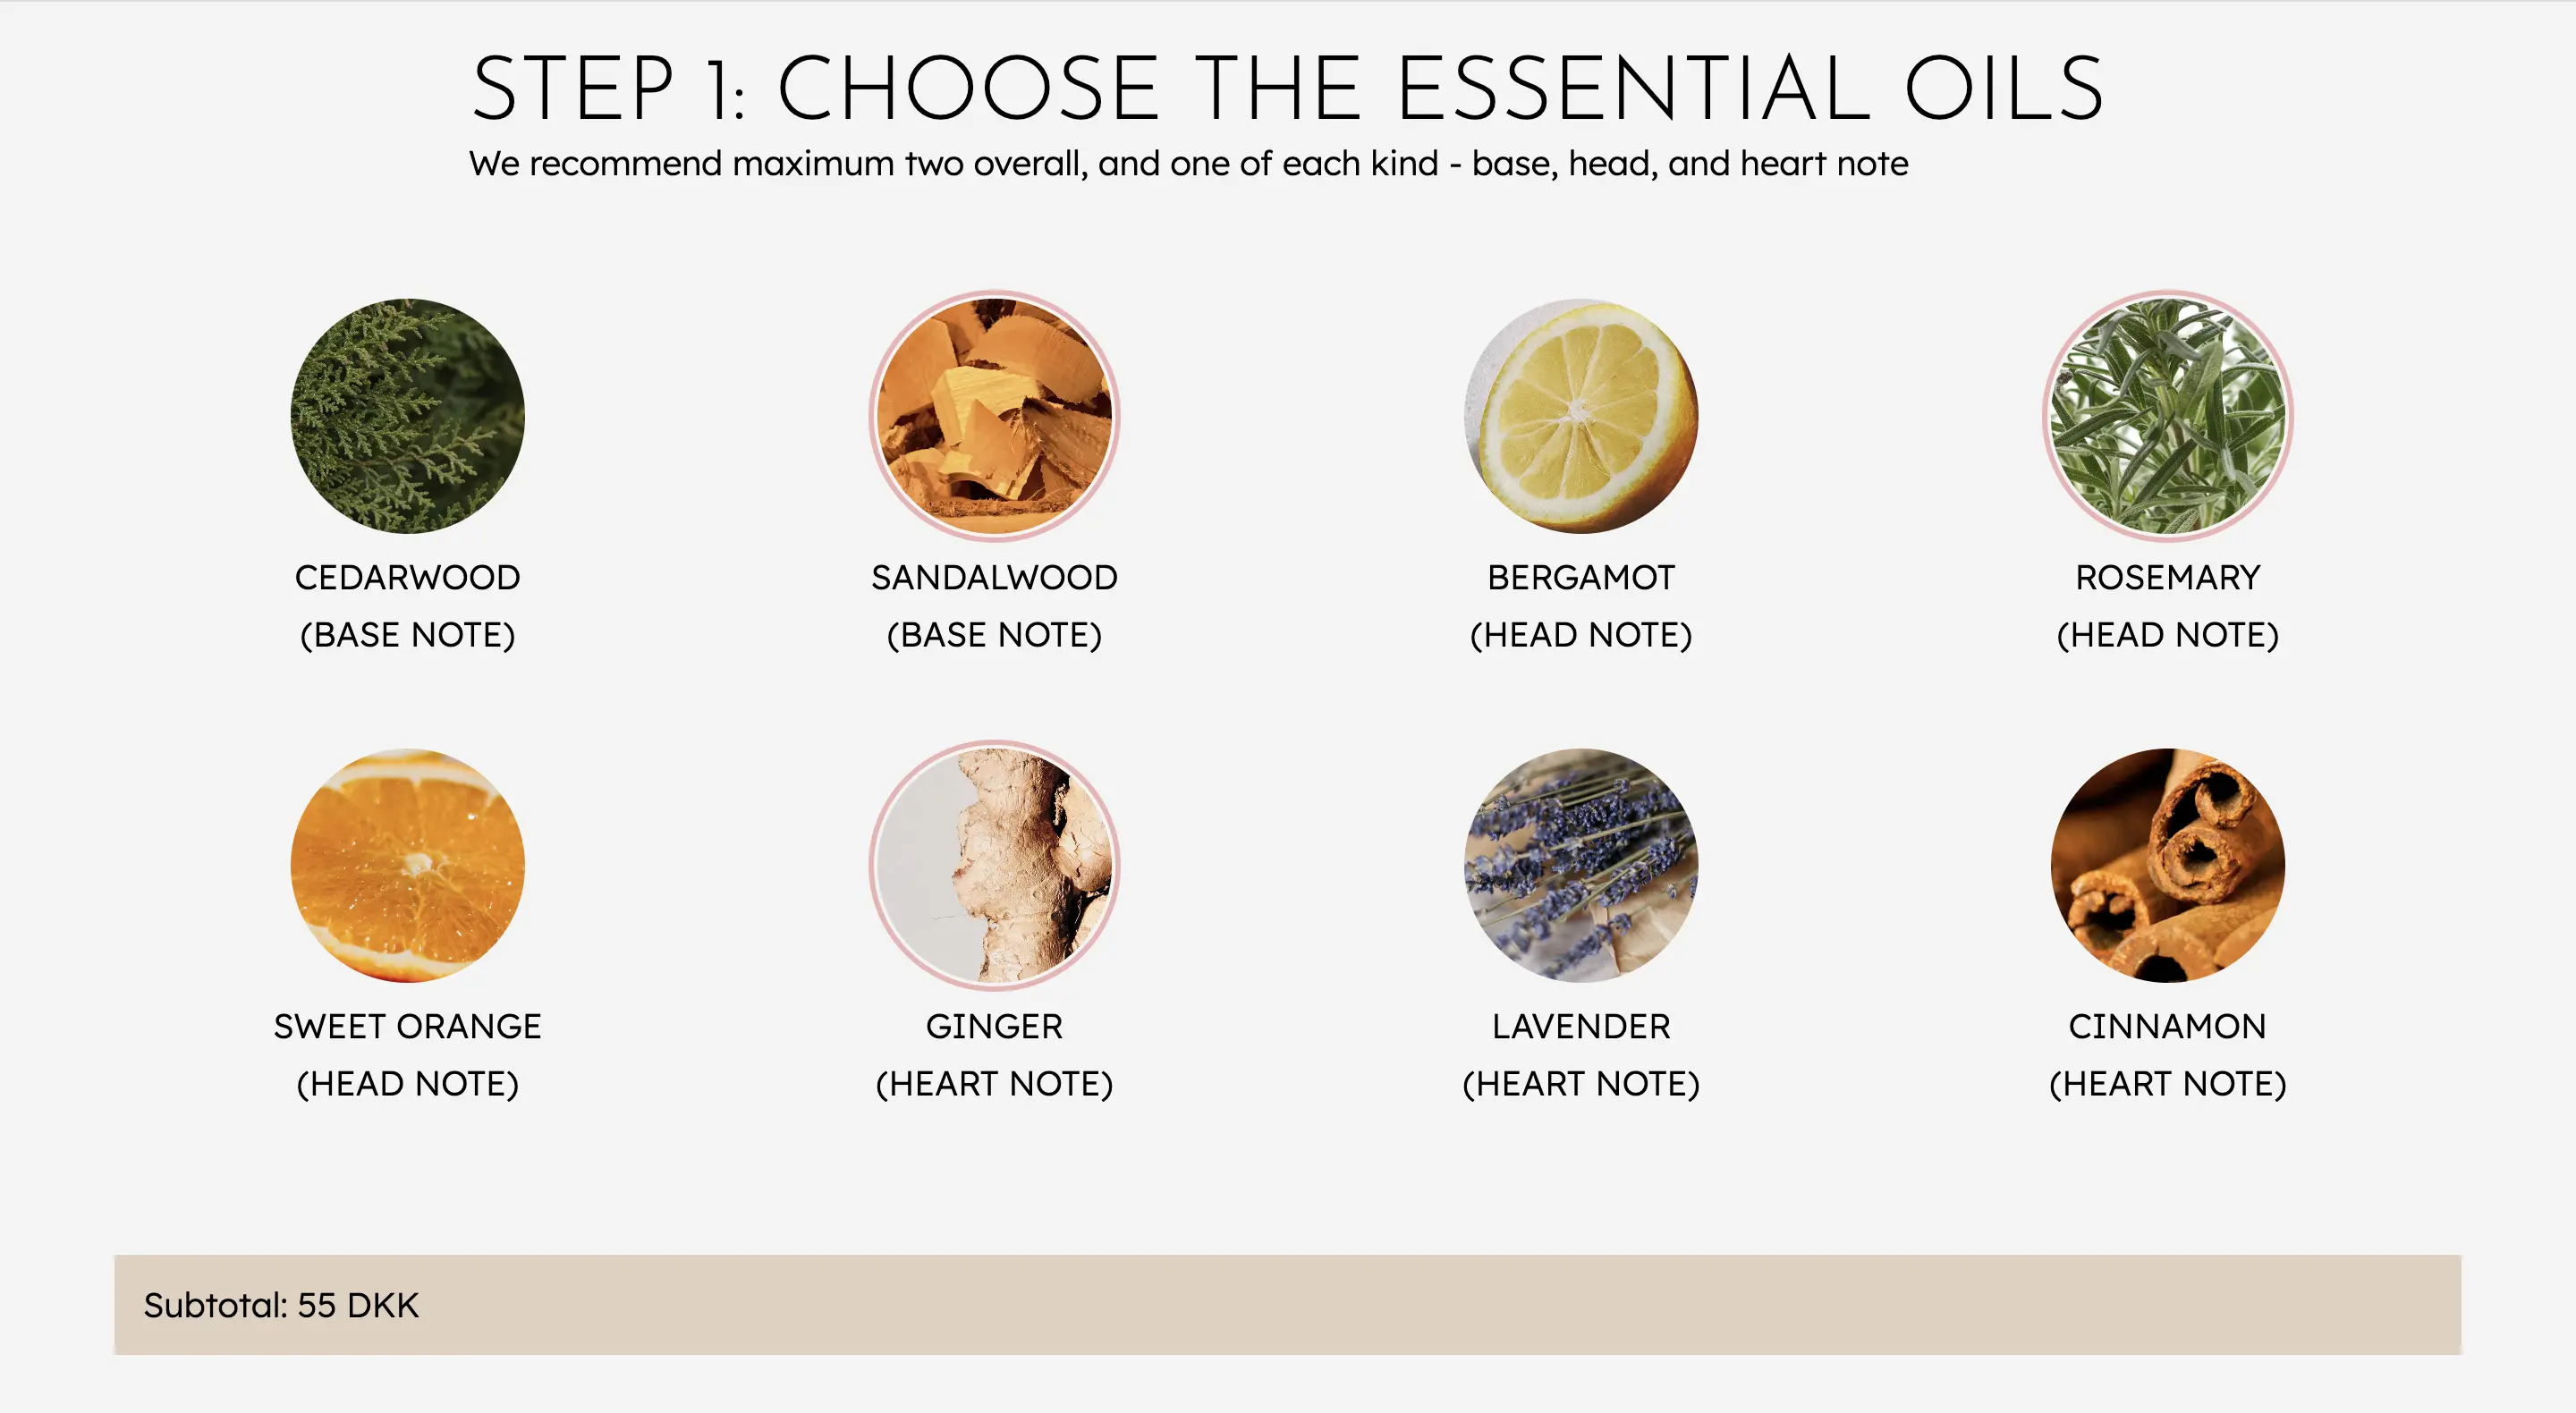 STEP 1: CHOOSE THE ESSENTIAL OILS
We recommend maximum two overall, and one of each kind - base, head, and heart note
CEDARWOOD
(BASE NOTE)
SANDALWOOD
(BASE NOTE)
BERGAMOT
(HEAD NOTE)
ROSEMARY
(HEAD NOTE)
SWEET ORANGE
(HEAD NOTE)
GINGER
(HEART NOTE)
LAVENDER
(HEART NOTE)
CINNAMON
(HEART NOTE)
Subtotal: 55 DKK